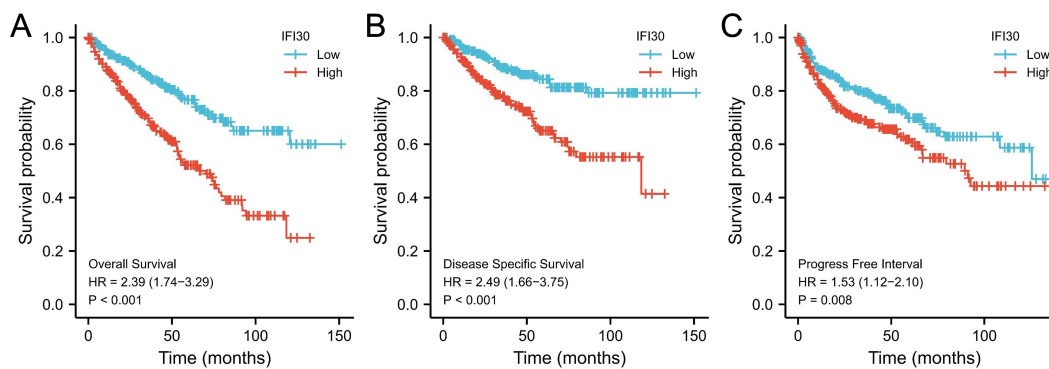 A
IFI30
Low
High
Survival probability
1.0
0.8
0.6
0.4
0.2
0.0
Overall Survival
HR = 2.39 (1.74−3.29)
P < 0.001
0 50 100 150
Time (months)
B
IFI30
Low
High
Survival probability
1.0
0.8
0.6
0.4
0.2
0.0
Disease Specific Survival
HR = 2.49 (1.66−3.75)
P < 0.001
0 50 100 150
Time (months)
C
IFI30
Low
High
Survival probability
1.0
0.8
0.6
0.4
0.2
0.0
Progress Free Interval
HR = 1.53 (1.12−2.10)
P = 0.008
0 50 100
Time (months)